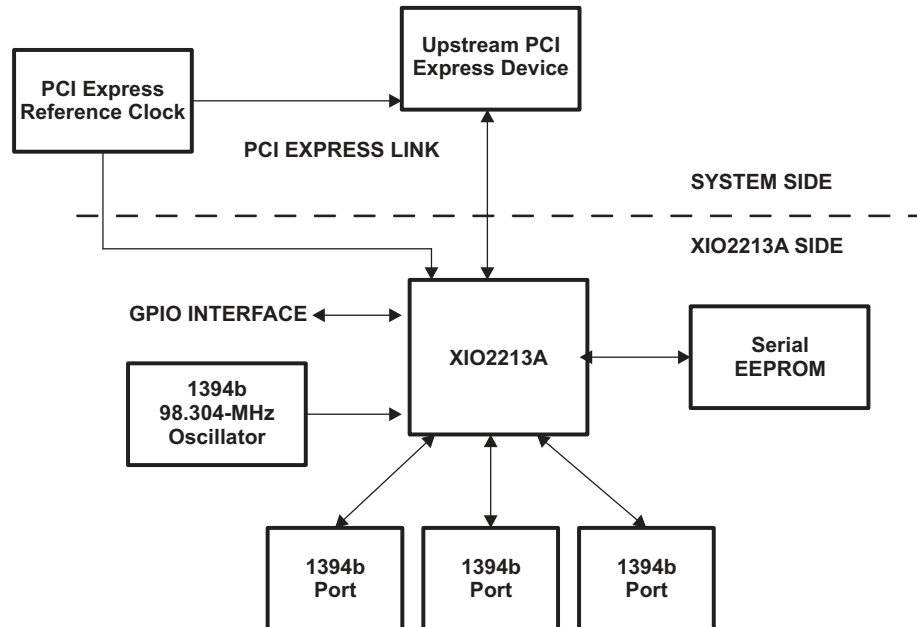 Upstream PCI
Express Device
PCI Express
Reference Clock
PCI EXPRESS LINK
SYSTEM SIDE
XIO2213A SIDE
GPIO INTERFACE
XIO2213A
Serial
EEPROM
1394b
98.304-MHz
Oscillator
1394b
Port
1394b
Port
1394b
Port